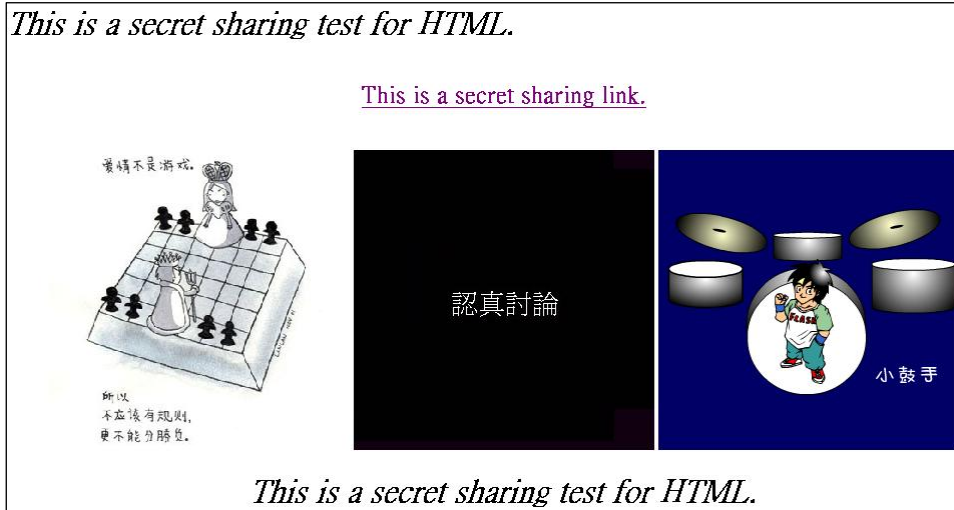 This is a secret sharing test for HTML.
This is a secret sharing link.
爱情不是游戏。
所以
不应该有规则,
更不能分勝负。
認真討論
FLASH
小鼓手
This is a secret sharing test for HTML.